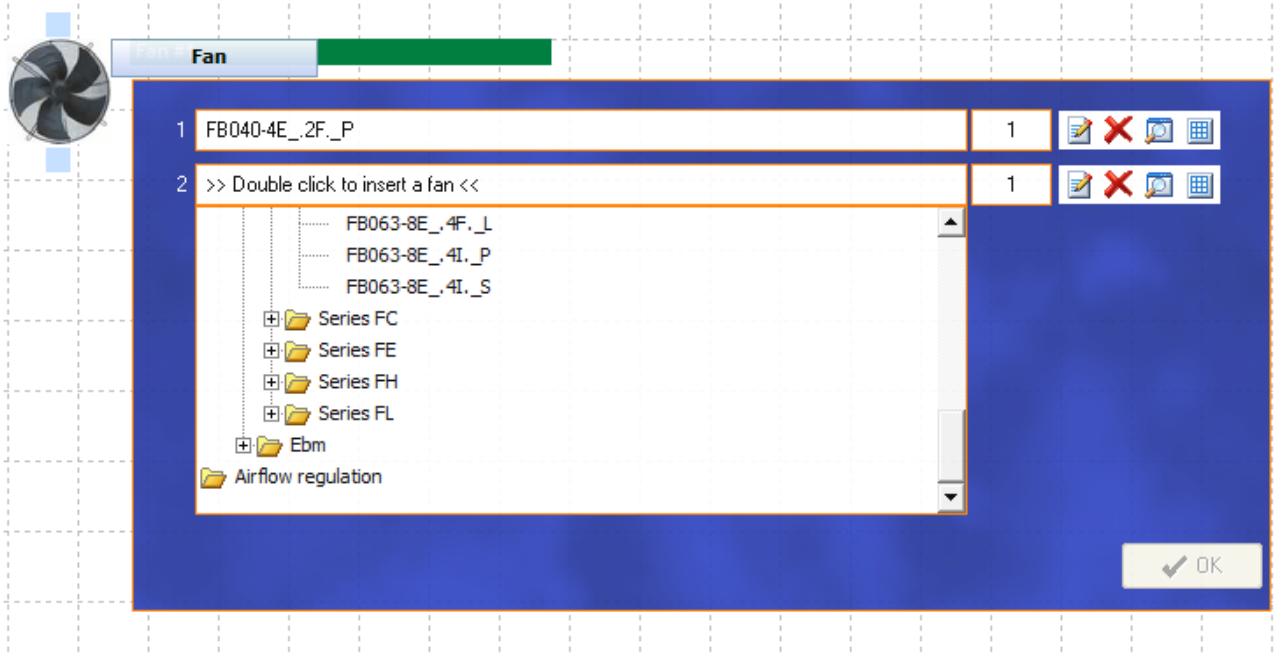 Fan
1 FB040-4E_.2F._P 1
2 >> Double click to insert a fan << 1
FB063-8E_.4F._L
FB063-8E_.4I._P
FB063-8E_.4I._S
Series FC
Series FE
Series FH
Series FL
Ebm
Airflow regulation
OK